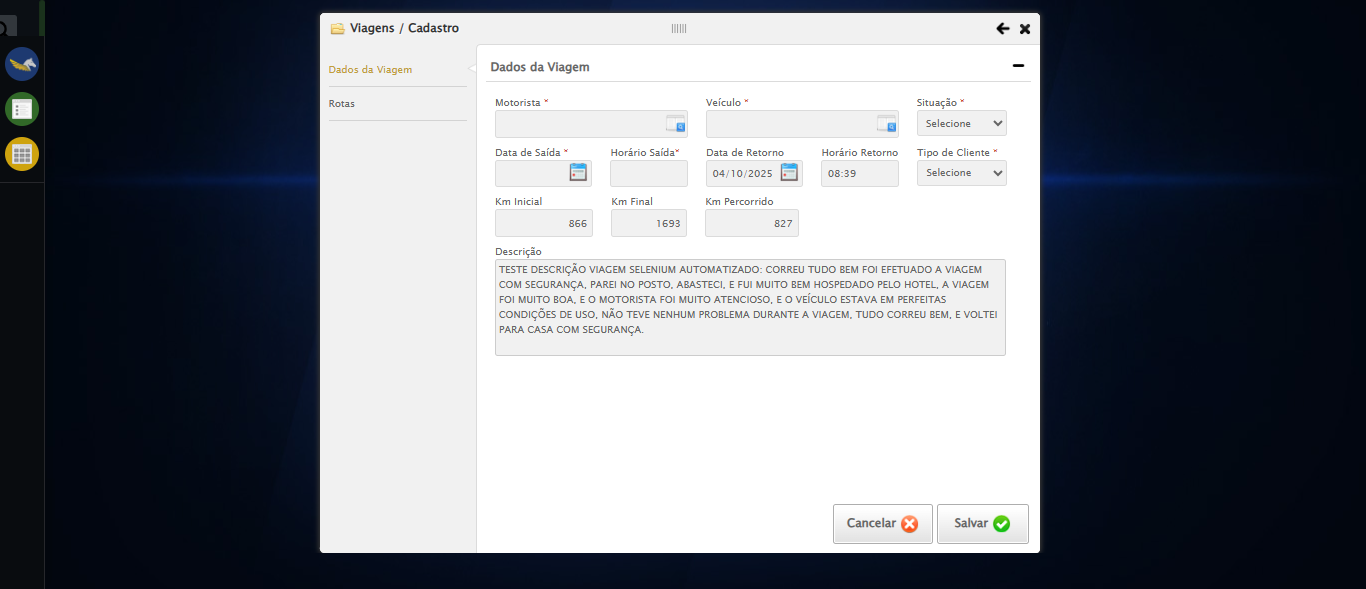 Viagens / Cadastro
Dados da Viagem
Rotas
Dados da Viagem
Motorista *
Veículo *
Situação *
Selecione
Data de Saída *
Horário Saída*
Data de Retorno
Horário Retorno
Tipo de Cliente *
04/10/2025
08:39
Selecione
Km Inicial
Km Final
Km Percorrido
866
1693
827
Descrição
TESTE DESCRIÇÃO VIAGEM SELENIUM AUTOMATIZADO: CORREU TUDO BEM FOI EFETUADO A VIAGEM
COM SEGURANÇA, PAREI NO POSTO, ABASTECI, E FUI MUITO BEM HOSPEDADO PELO HOTEL, A VIAGEM
FOI MUITO BOA, E O MOTORISTA FOI MUITO ATENCIOSO, E O VEÍCULO ESTAVA EM PERFEITAS
CONDIÇÕES DE USO, NÃO TEVE NENHUM PROBLEMA DURANTE A VIAGEM, TUDO CORREU BEM, E VOLTEI
PARA CASA COM SEGURANÇA.
Cancelar
Salvar